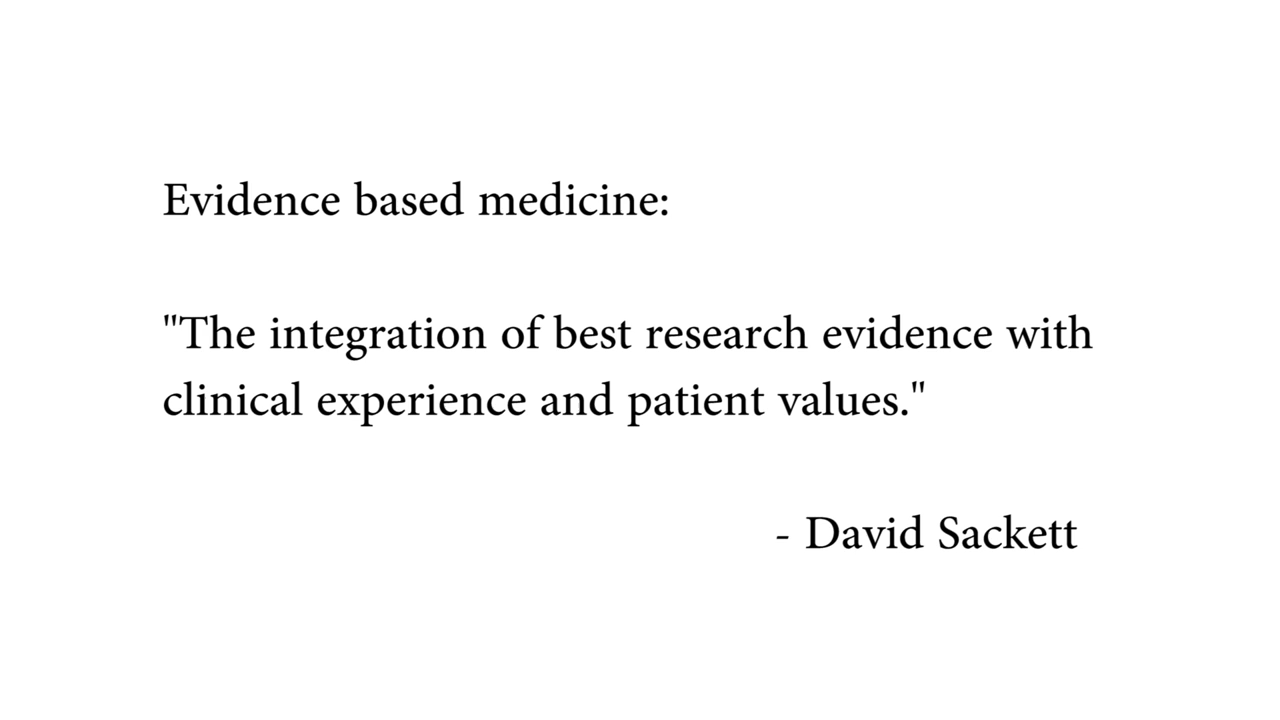 Evidence based medicine:
"The integration of best research evidence with
clinical experience and patient values."
- David Sackett